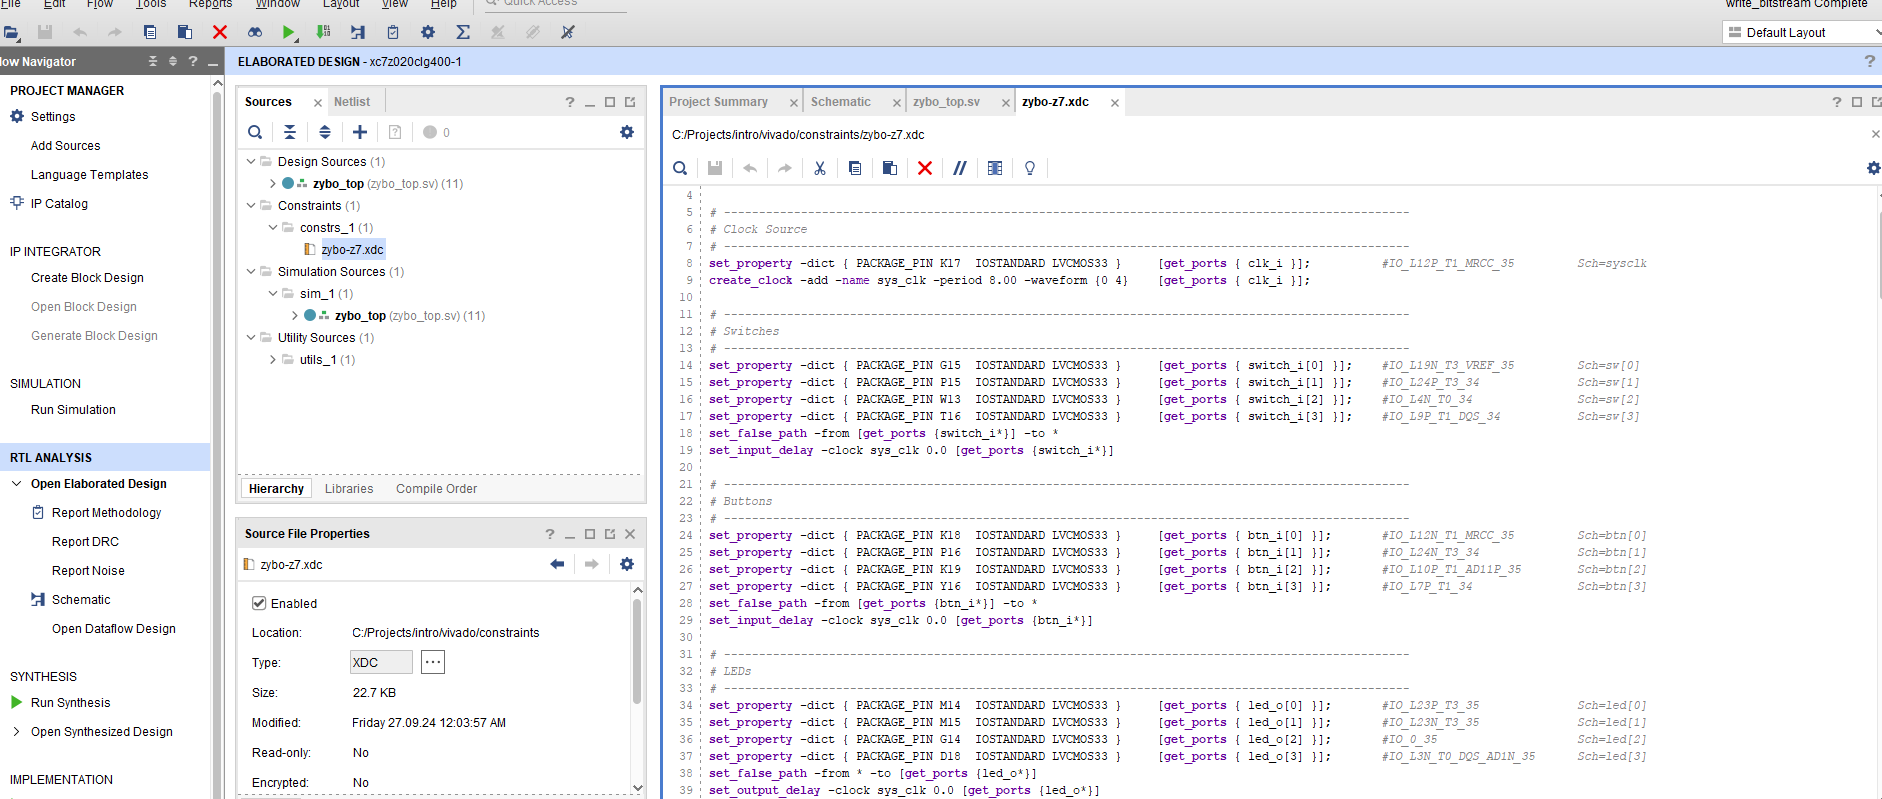 File Edit Flow Tools Reports Window Layout View Help Quick Access
write_bitstream Complete
Default Layout
low Navigator
ELABORATED DESIGN - xc7z020clg400-1
PROJECT MANAGER
Settings
Add Sources
Language Templates
IP Catalog
IP INTEGRATOR
Create Block Design
Open Block Design
Generate Block Design
SIMULATION
Run Simulation
RTL ANALYSIS
Open Elaborated Design
Report Methodology
Report DRC
Report Noise
Schematic
Open Dataflow Design
SYNTHESIS
Run Synthesis
Open Synthesized Design
IMPLEMENTATION
Sources Netlist
0
Design Sources (1)
zybo_top (zybo_top.sv) (11)
Constraints (1)
constrs_1 (1)
zybo-z7.xdc
Simulation Sources (1)
sim_1 (1)
zybo_top (zybo_top.sv) (11)
Utility Sources (1)
utils_1 (1)
Hierarchy Libraries Compile Order
Source File Properties
zybo-z7.xdc
Enabled
Location: C:/Projects/intro/vivado/constraints
Type: XDC
Size: 22.7 KB
Modified: Friday 27.09.24 12:03:57 AM
Read-only: No
Encrypted: No
Project Summary Schematic zybo_top.sv zybo-z7.xdc
C:/Projects/intro/vivado/constraints/zybo-z7.xdc
4
5 # --------------------------------------------------------------------------------------------------
6 # Clock Source
7 # --------------------------------------------------------------------------------------------------
8 set_property -dict { PACKAGE_PIN K17 IOSTANDARD LVCMOS33 } [get_ports { clk_i }]; #IO_L12P_T1_MRCC_35 Sch=sysclk
9 create_clock -add -name sys_clk -period 8.00 -waveform {0 4} [get_ports { clk_i }];
10
11 # --------------------------------------------------------------------------------------------------
12 # Switches
13 # --------------------------------------------------------------------------------------------------
14 set_property -dict { PACKAGE_PIN G15 IOSTANDARD LVCMOS33 } [get_ports { switch_i[0] }]; #IO_L19N_T3_VREF_35 Sch=sw[0]
15 set_property -dict { PACKAGE_PIN P15 IOSTANDARD LVCMOS33 } [get_ports { switch_i[1] }]; #IO_L24P_T3_34 Sch=sw[1]
16 set_property -dict { PACKAGE_PIN W13 IOSTANDARD LVCMOS33 } [get_ports { switch_i[2] }]; #IO_L4N_T0_34 Sch=sw[2]
17 set_property -dict { PACKAGE_PIN T16 IOSTANDARD LVCMOS33 } [get_ports { switch_i[3] }]; #IO_L9P_T1_DQS_34 Sch=sw[3]
18 set_false_path -from [get_ports {switch_i*}] -to *
19 set_input_delay -clock sys_clk 0.0 [get_ports {switch_i*}]
20
21 # --------------------------------------------------------------------------------------------------
22 # Buttons
23 # --------------------------------------------------------------------------------------------------
24 set_property -dict { PACKAGE_PIN K18 IOSTANDARD LVCMOS33 } [get_ports { btn_i[0] }]; #IO_L12N_T1_MRCC_35 Sch=btn[0]
25 set_property -dict { PACKAGE_PIN P16 IOSTANDARD LVCMOS33 } [get_ports { btn_i[1] }]; #IO_L24N_T3_34 Sch=btn[1]
26 set_property -dict { PACKAGE_PIN K19 IOSTANDARD LVCMOS33 } [get_ports { btn_i[2] }]; #IO_L10P_T1_AD11P_35 Sch=btn[2]
27 set_property -dict { PACKAGE_PIN Y16 IOSTANDARD LVCMOS33 } [get_ports { btn_i[3] }]; #IO_L7P_T1_34 Sch=btn[3]
28 set_false_path -from [get_ports {btn_i*}] -to *
29 set_input_delay -clock sys_clk 0.0 [get_ports {btn_i*}]
30
31 # --------------------------------------------------------------------------------------------------
32 # LEDs
33 # --------------------------------------------------------------------------------------------------
34 set_property -dict { PACKAGE_PIN M14 IOSTANDARD LVCMOS33 } [get_ports { led_o[0] }]; #IO_L23P_T3_35 Sch=led[0]
35 set_property -dict { PACKAGE_PIN M15 IOSTANDARD LVCMOS33 } [get_ports { led_o[1] }]; #IO_L23N_T3_35 Sch=led[1]
36 set_property -dict { PACKAGE_PIN G14 IOSTANDARD LVCMOS33 } [get_ports { led_o[2] }]; #IO_0_35 Sch=led[2]
37 set_property -dict { PACKAGE_PIN D18 IOSTANDARD LVCMOS33 } [get_ports { led_o[3] }]; #IO_L3N_T0_DQS_AD1N_35 Sch=led[3]
38 set_false_path -from * -to [get_ports {led_o*}]
39 set_output_delay -clock sys_clk 0.0 [get_ports {led_o*}]